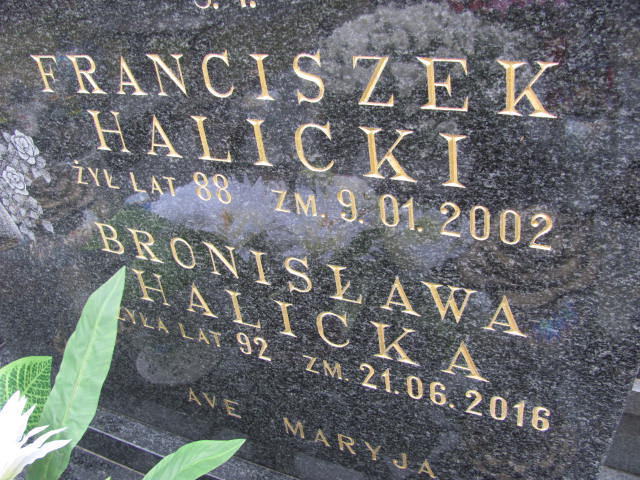 Ś. P.
FRANCISZEK
HALICKI
ŻYŁ LAT 88 ZM. 9.01.2002
BRONISŁAWA
HALICKA
ŻYŁA LAT 92 ZM. 21.06.2016
AVE MARYJA